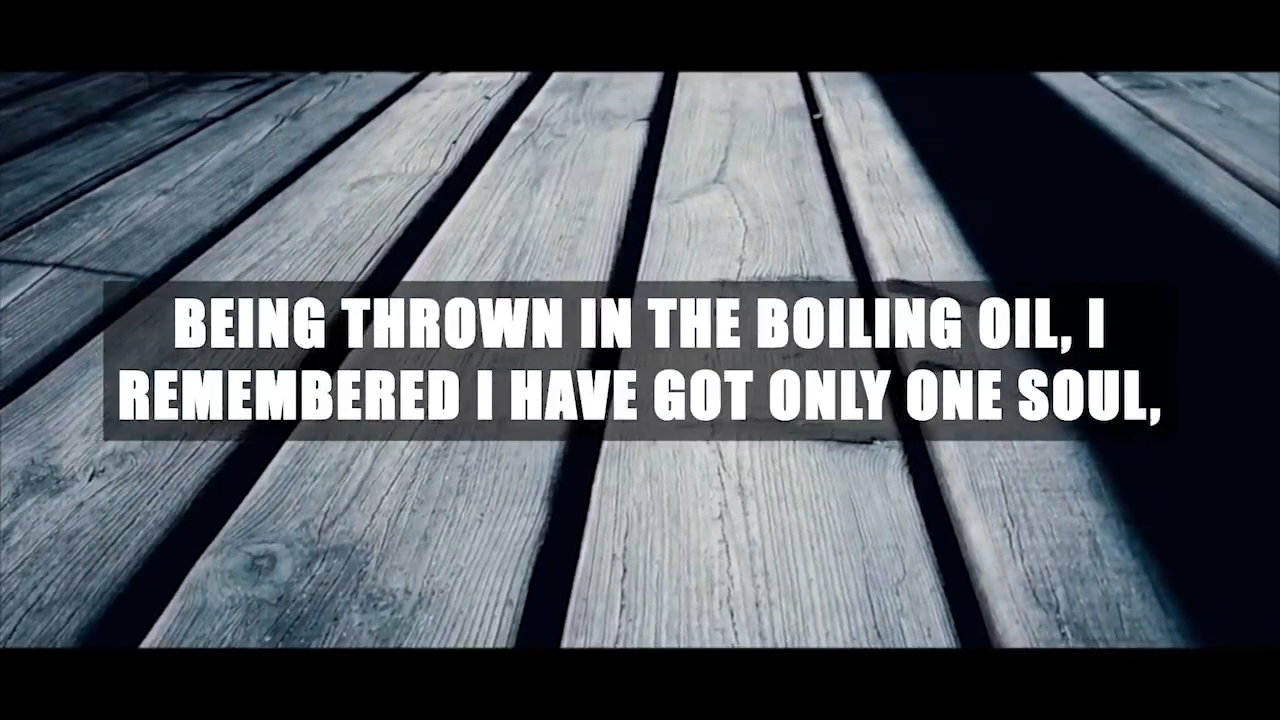 BEING THROWN IN THE BOILING OIL, I
REMEMBERED I HAVE GOT ONLY ONE SOUL,